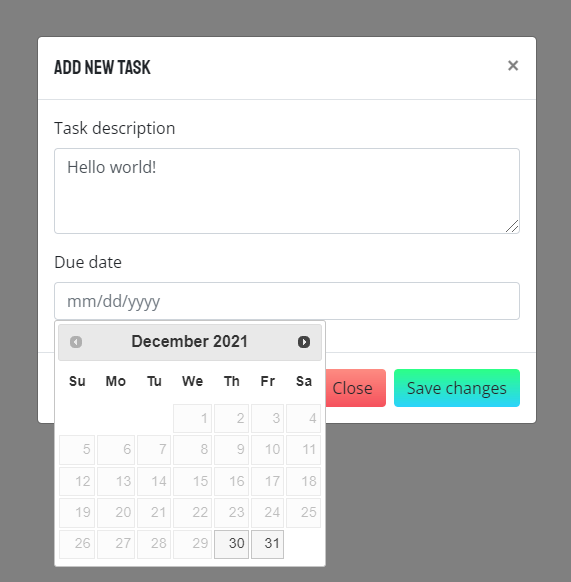 ADD NEW TASK ×
Task description
Hello world!
Due date
mm/dd/yyyy
December 2021
Su Mo Tu We Th Fr Sa
1 2 3 4
5 6 7 8 9 10 11
12 13 14 15 16 17 18
19 20 21 22 23 24 25
26 27 28 29 30 31
Close Save changes